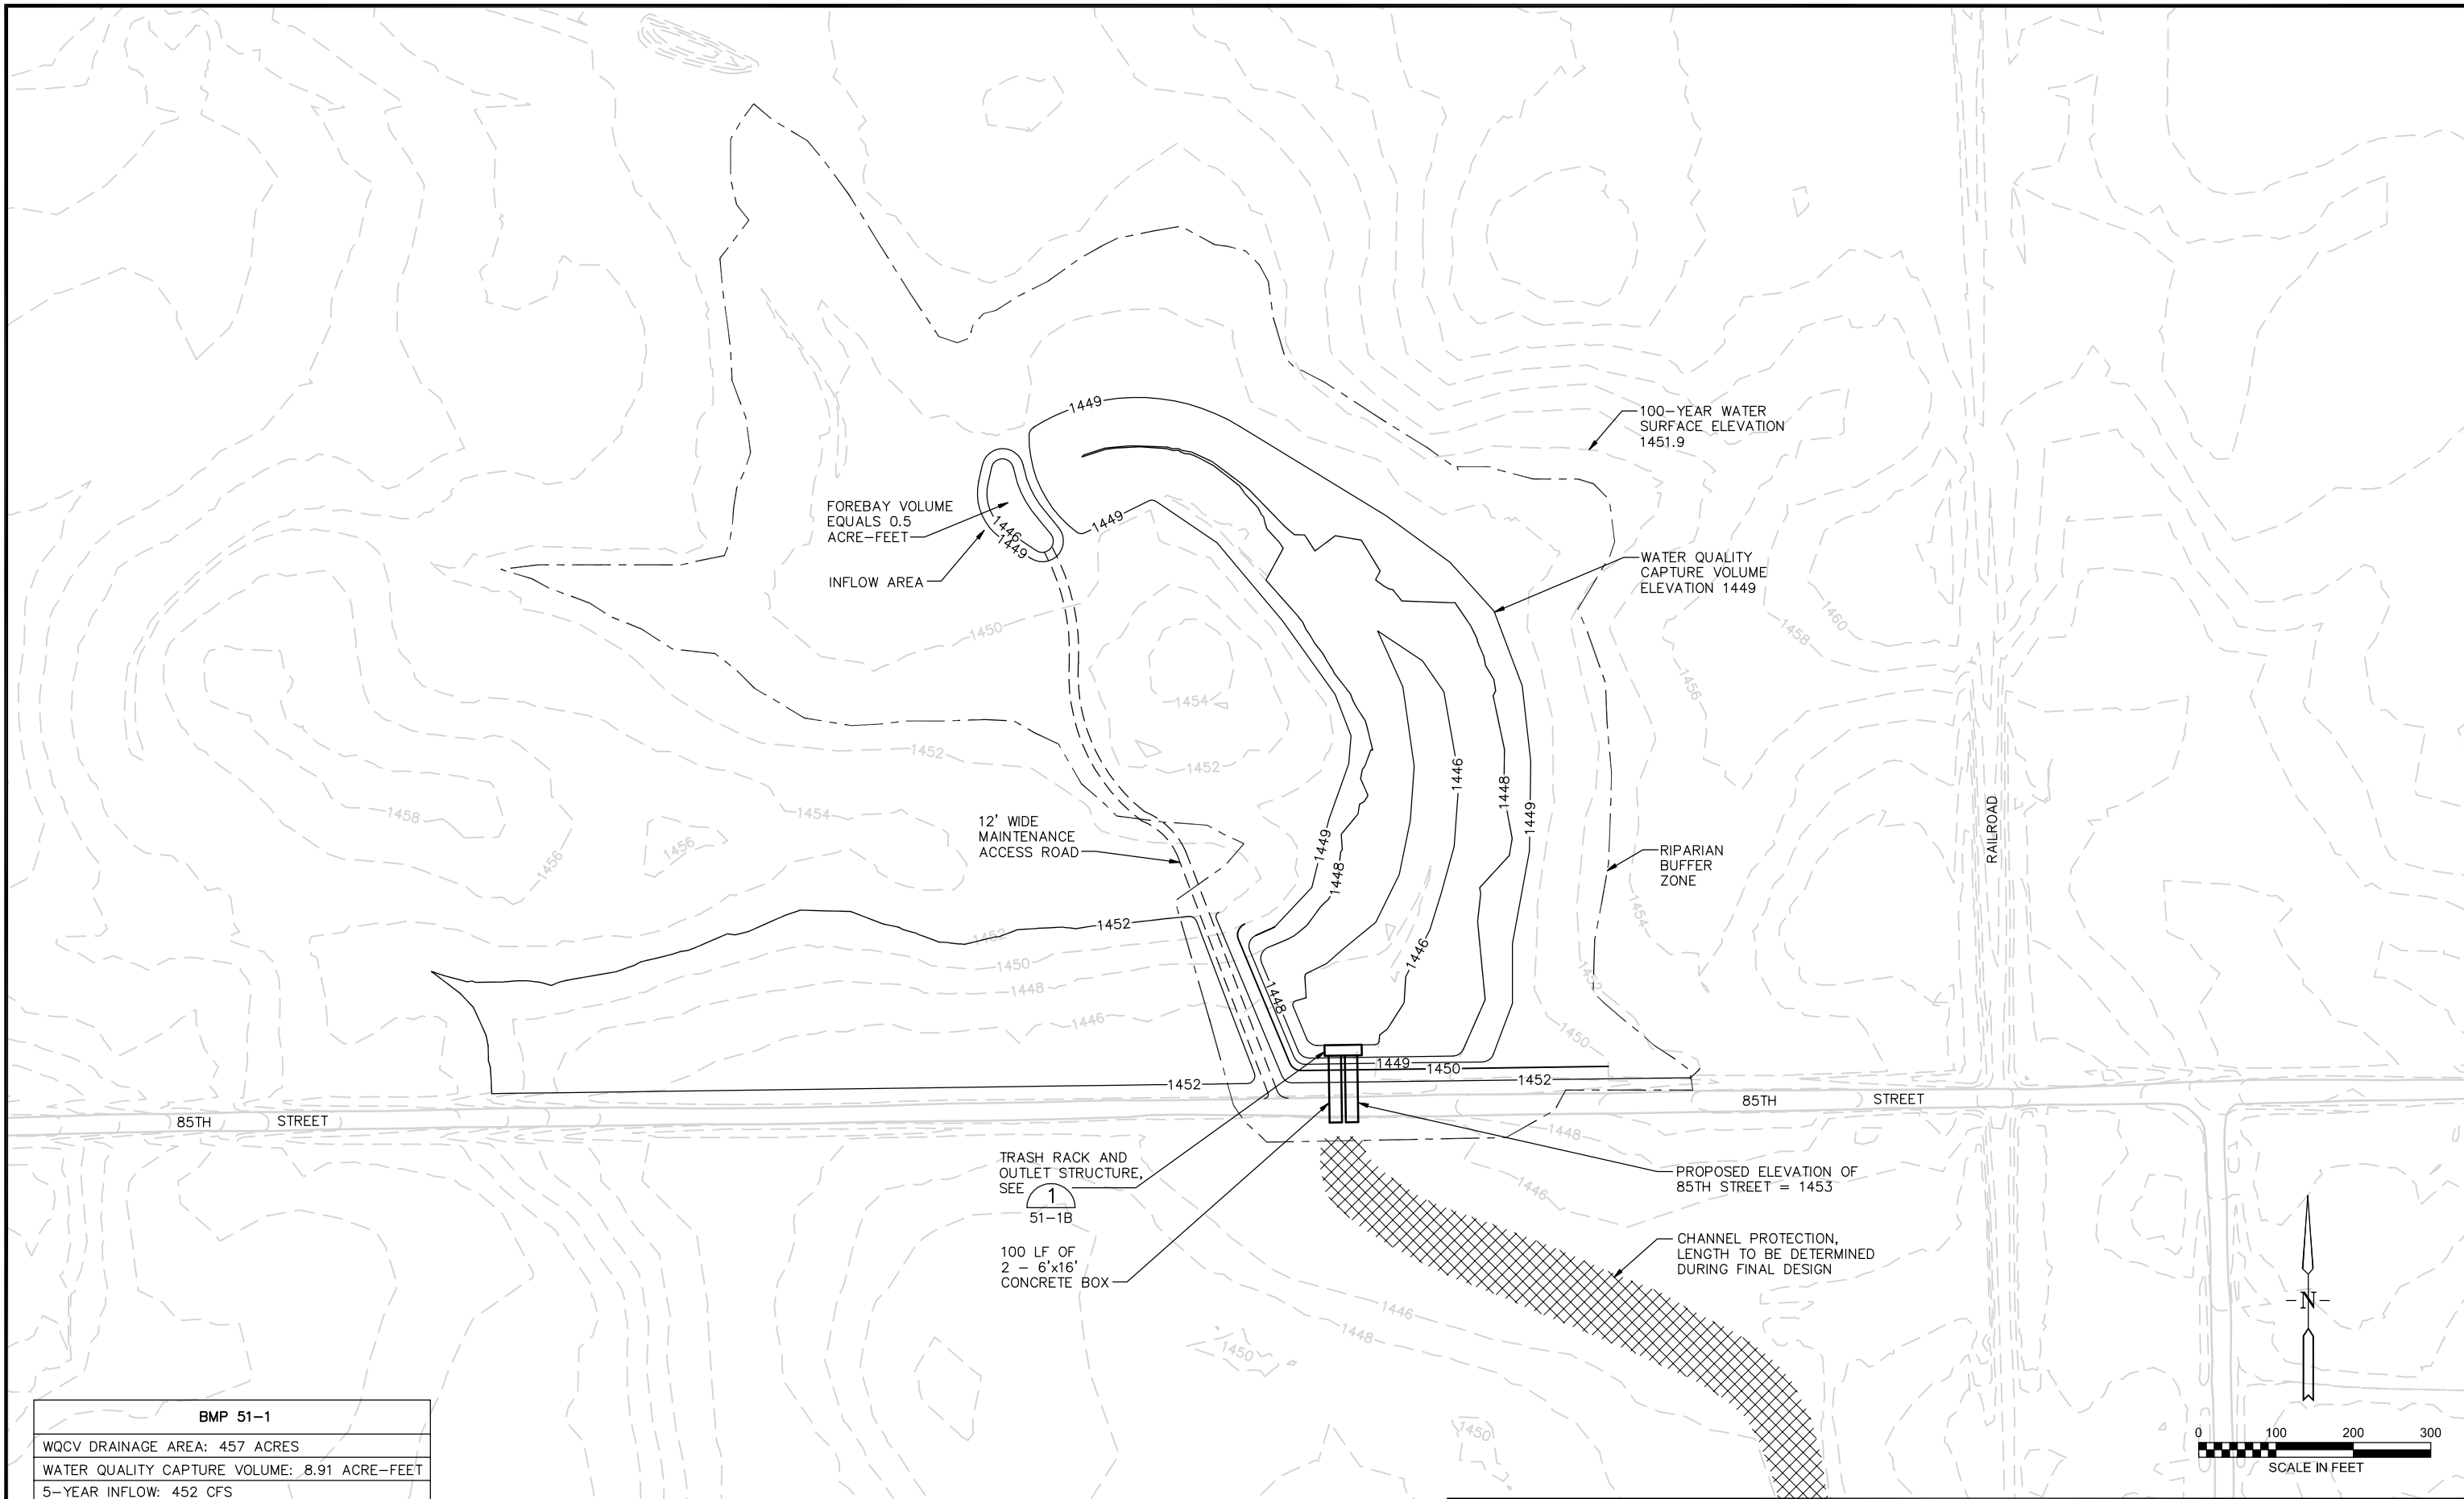 1449
100-YEAR WATER
SURFACE ELEVATION
1451.9
FOREBAY VOLUME
EQUALS 0.5
ACRE-FEET
1446
1449
1449
INFLOW AREA
WATER QUALITY
CAPTURE VOLUME
ELEVATION 1449
1450
1460
1458
1456
1454
1452
1452
1446
1448
1449
1458
1454
1456
1456
12' WIDE
MAINTENANCE
ACCESS ROAD
1449
1448
RAILROAD
RIPARIAN
BUFFER
ZONE
1454
1452
1452
1450
1448
1446
1446
1448
1452
1450
1449
1450
1452
1452
85TH STREET
85TH STREET
1448
TRASH RACK AND
OUTLET STRUCTURE,
SEE 1
51-1B
1446
PROPOSED ELEVATION OF
85TH STREET = 1453
100 LF OF
2 - 6'x16'
CONCRETE BOX
CHANNEL PROTECTION,
LENGTH TO BE DETERMINED
DURING FINAL DESIGN
1446
1448
1450
1450
-N-
0 100 200 300
SCALE IN FEET
BMP 51-1
WQCV DRAINAGE AREA: 457 ACRES
WATER QUALITY CAPTURE VOLUME: 8.91 ACRE-FEET
5-YEAR INFLOW: 452 CFS